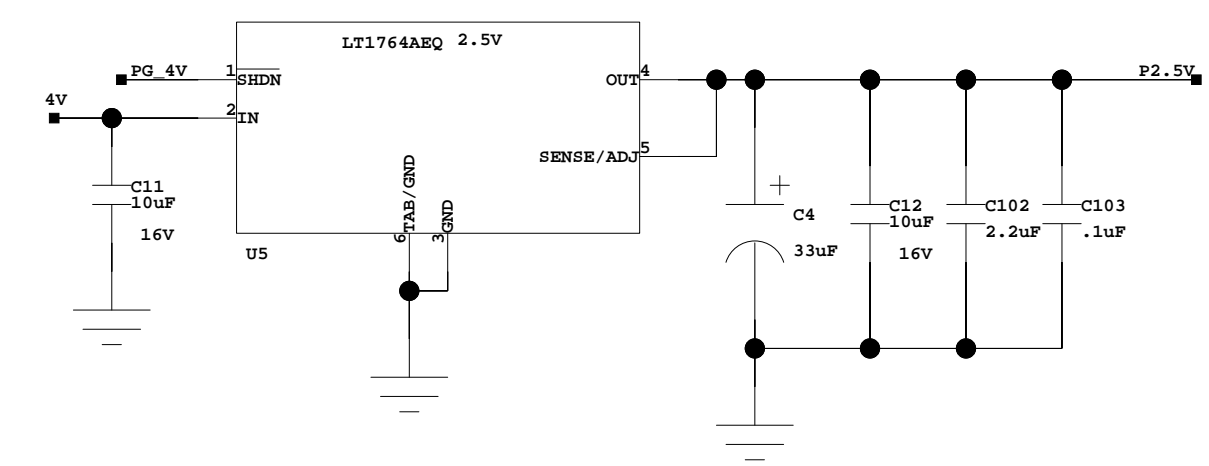 LT1764AEQ 2.5V
PG_4V
1
SHDN
OUT
4
P2.5V
4V
2
IN
SENSE/ADJ
5
TAB/GND
GND
6
3
U5
C11
10uF
16V
+
C4
33uF
C12
10uF
16V
C102
2.2uF
C103
.1uF